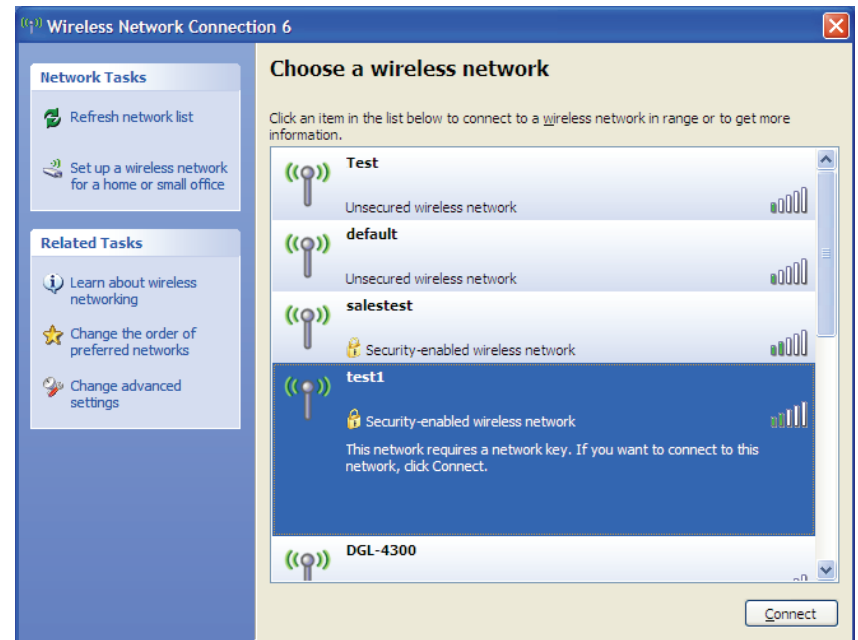 Wireless Network Connection 6
Network Tasks
Refresh network list
Set up a wireless network
for a home or small office
Related Tasks
Learn about wireless
networking
Change the order of
preferred networks
Change advanced
settings
Choose a wireless network
Click an item in the list below to connect to a wireless network in range or to get more
information.
Test
Unsecured wireless network
default
Unsecured wireless network
salestest
Security-enabled wireless network
test1
Security-enabled wireless network
This network requires a network key. If you want to connect to this
network, click Connect.
DGL-4300
Connect